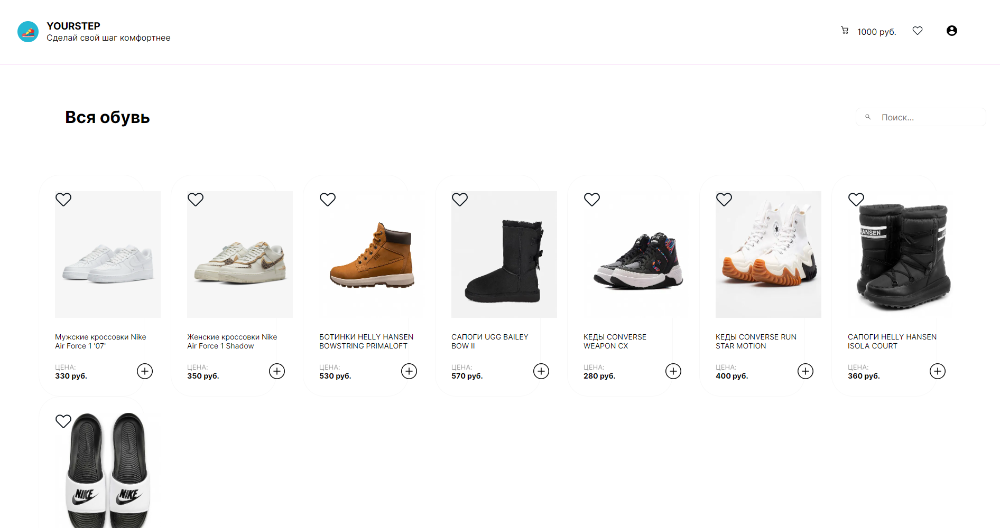 YOURSTEP
Сделай свой шаг комфортнее
1000 руб.
Вся обувь
Поиск...
Мужские кроссовки Nike
Air Force 1 '07'
ЦЕНА:
330 руб.
Женские кроссовки Nike
Air Force 1 Shadow
ЦЕНА:
350 руб.
БОТИНКИ HELLY HANSEN
BOWSTRING PRIMALOFT
ЦЕНА:
530 руб.
САПОГИ UGG BAILEY
BOW II
ЦЕНА:
570 руб.
КЕДЫ CONVERSE
WEAPON CX
ЦЕНА:
280 руб.
КЕДЫ CONVERSE RUN
STAR MOTION
ЦЕНА:
400 руб.
HANSEN
САПОГИ HELLY HANSEN
ISOLA COURT
ЦЕНА:
360 руб.
NIKE
NIKE